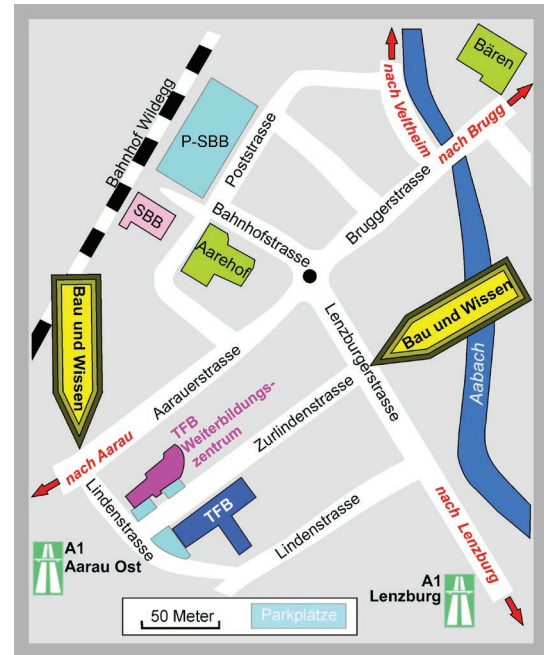 Bären
nach Veltheim
nach Brugg
Bahnhof Wildegg
P-SBB
Poststrasse
SBB
Bahnhofstrasse
Bruggerstrasse
Aarehof
Bau und Wissen
Bau und Wissen
Aabach
Lenzburgerstrasse
Aarauerstrasse
TFB
Weiterbildungs-
zentrum
Zurlindenstrasse
nach Aarau
Lindenstrasse
TFB
Lindenstrasse
nach Lenzburg
A1
Aarau Ost
A1
Lenzburg
50 Meter
Parkplätze